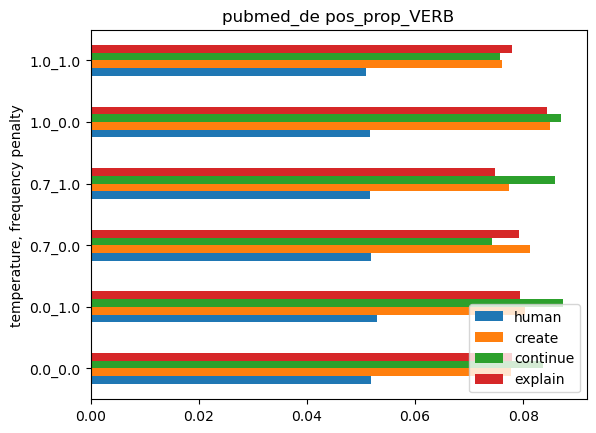 pubmed_de pos_prop_VERB
temperature, frequency penalty
1.0_1.0
1.0_0.0
0.7_1.0
0.7_0.0
0.0_1.0
0.0_0.0
human
create
continue
explain
0.00 0.02 0.04 0.06 0.08